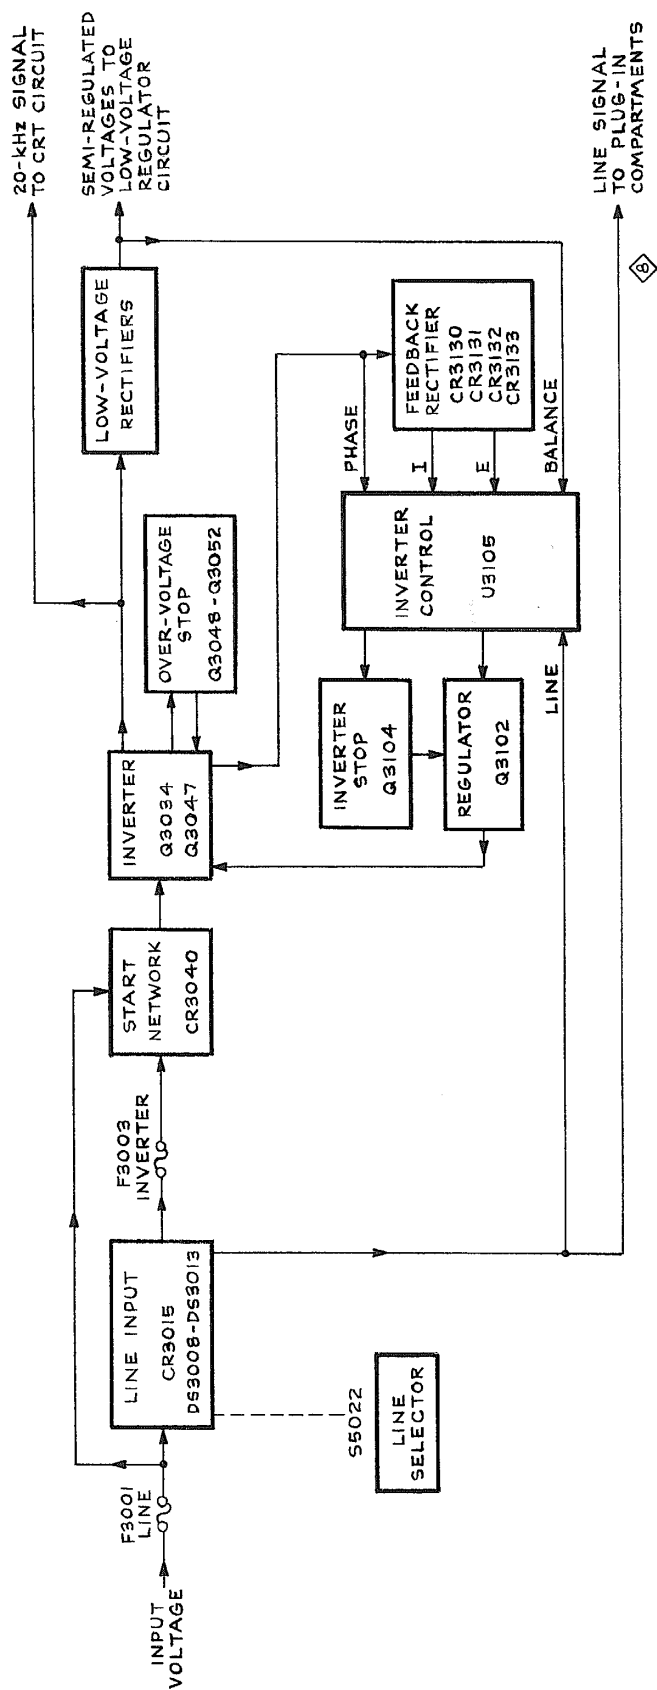 INPUT
VOLTAGE
F3001
LINE
LINE INPUT
CR3015
DS3008-DS3013
S5022
LINE
SELECTOR
F3003
INVERTER
START
NETWORK
CR3040
INVERTER
Q3034
Q3047
OVER-VOLTAGE
STOP
Q3048-Q3052
LOW-VOLTAGE
RECTIFIERS
20-kHz SIGNAL
TO CRT CIRCUIT
SEMI-REGULATED
VOLTAGES TO
LOW-VOLTAGE
REGULATOR
CIRCUIT
INVERTER
STOP
Q3104
REGULATOR
Q3102
INVERTER
CONTROL
U3105
PHASE
I
E
BALANCE
LINE
FEEDBACK
RECTIFIER
CR3130
CR3131
CR3132
CR3133
LINE SIGNAL
TO PLUG-IN
COMPARTMENTS
8